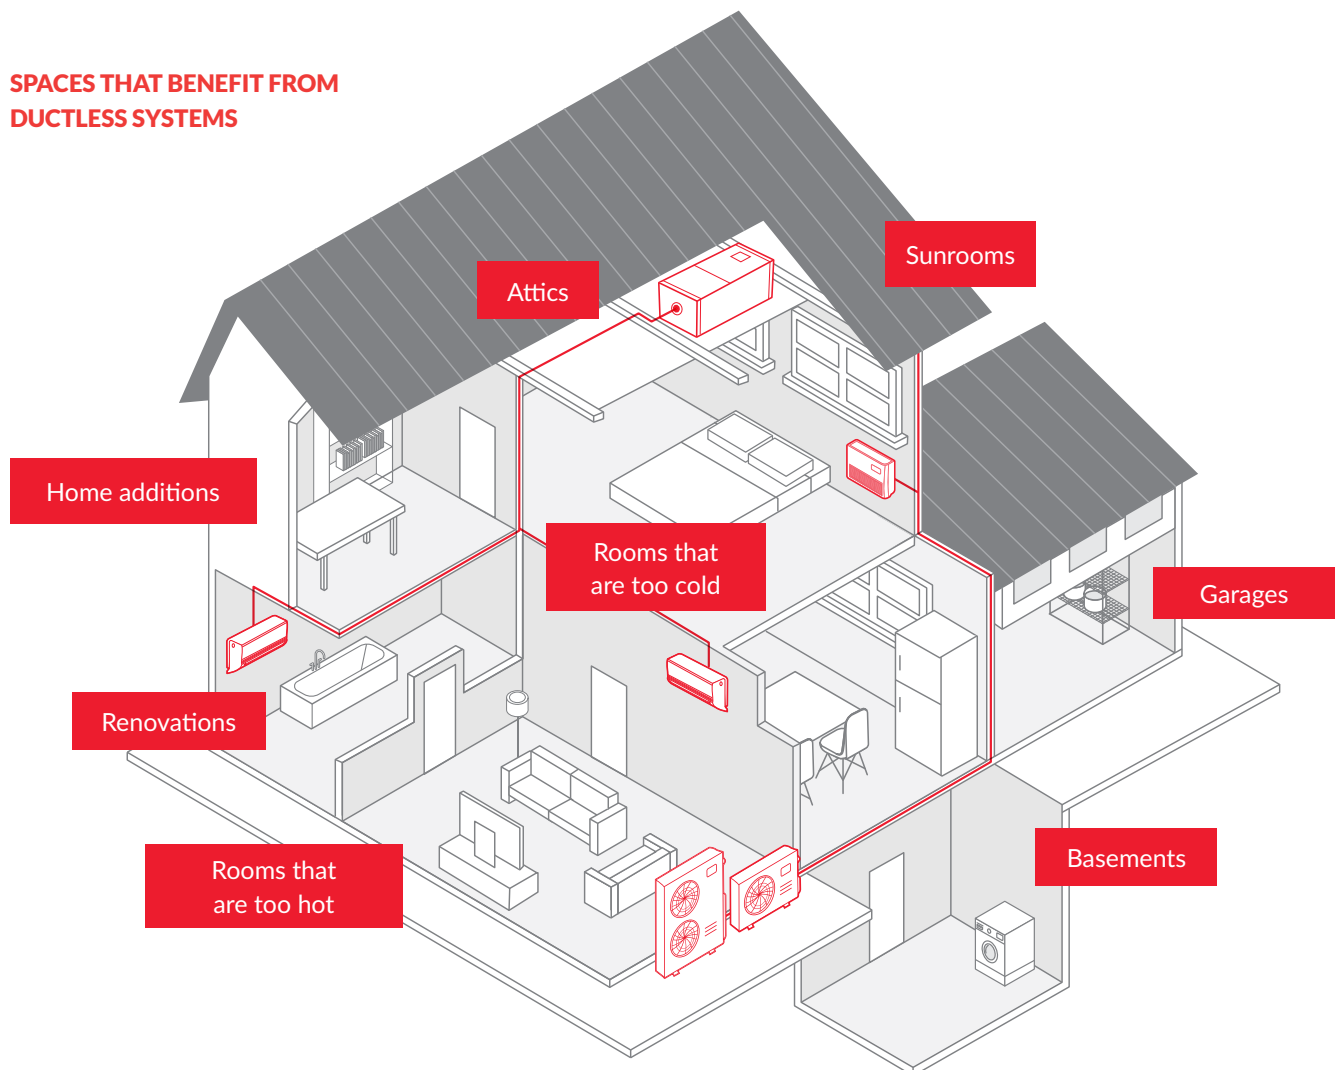 SPACES THAT BENEFIT FROM
DUCTLESS SYSTEMS
Sunrooms
Attics
Home additions
Rooms that
are too cold
Garages
Renovations
Rooms that
are too hot
Basements